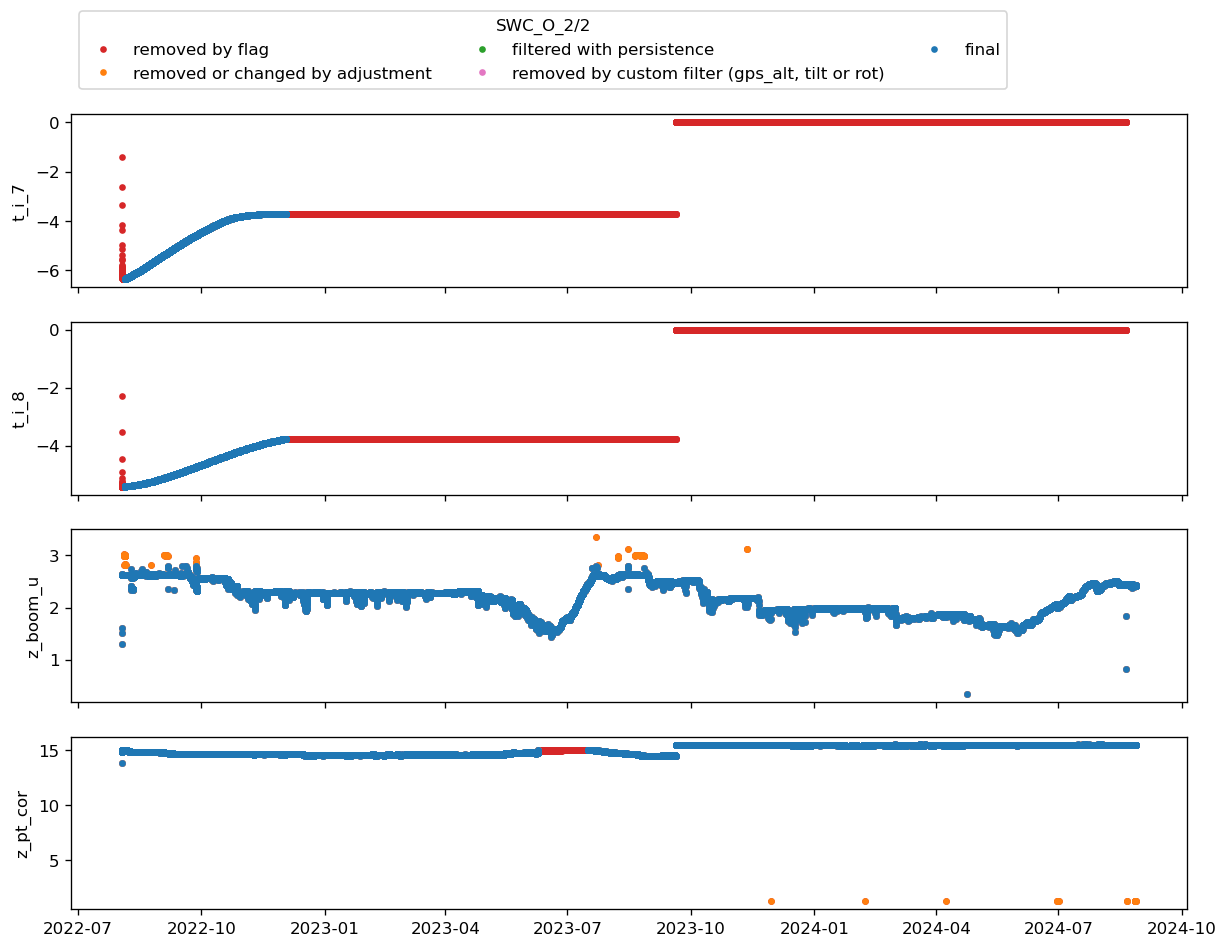 SWC_O_2/2
removed by flag
filtered with persistence
final
removed or changed by adjustment
removed by custom filter (gps_alt, tilt or rot)
t_i_7
0
−2
−4
−6
t_i_8
0
−2
−4
z_boom_u
3
2
1
z_pt_cor
15
10
5
2022-07 2022-10 2023-01 2023-04 2023-07 2023-10 2024-01 2024-04 2024-07 2024-10